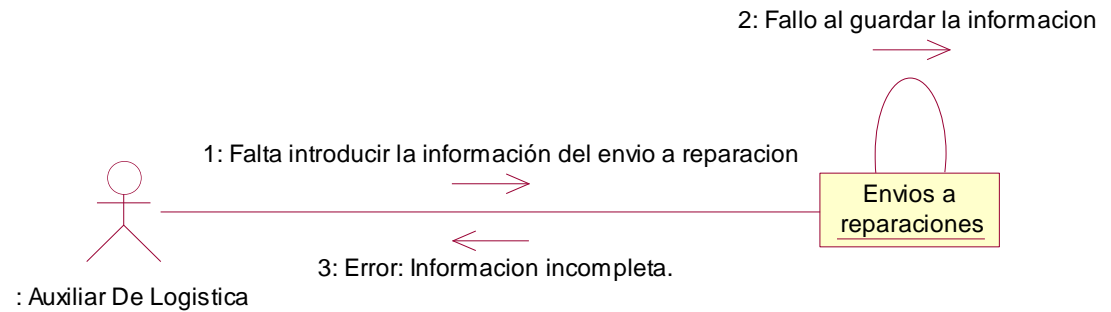 2: Fallo al guardar la informacion
1: Falta introducir la información del envio a reparacion
Envios a
reparaciones
3: Error: Informacion incompleta.
: Auxiliar De Logistica